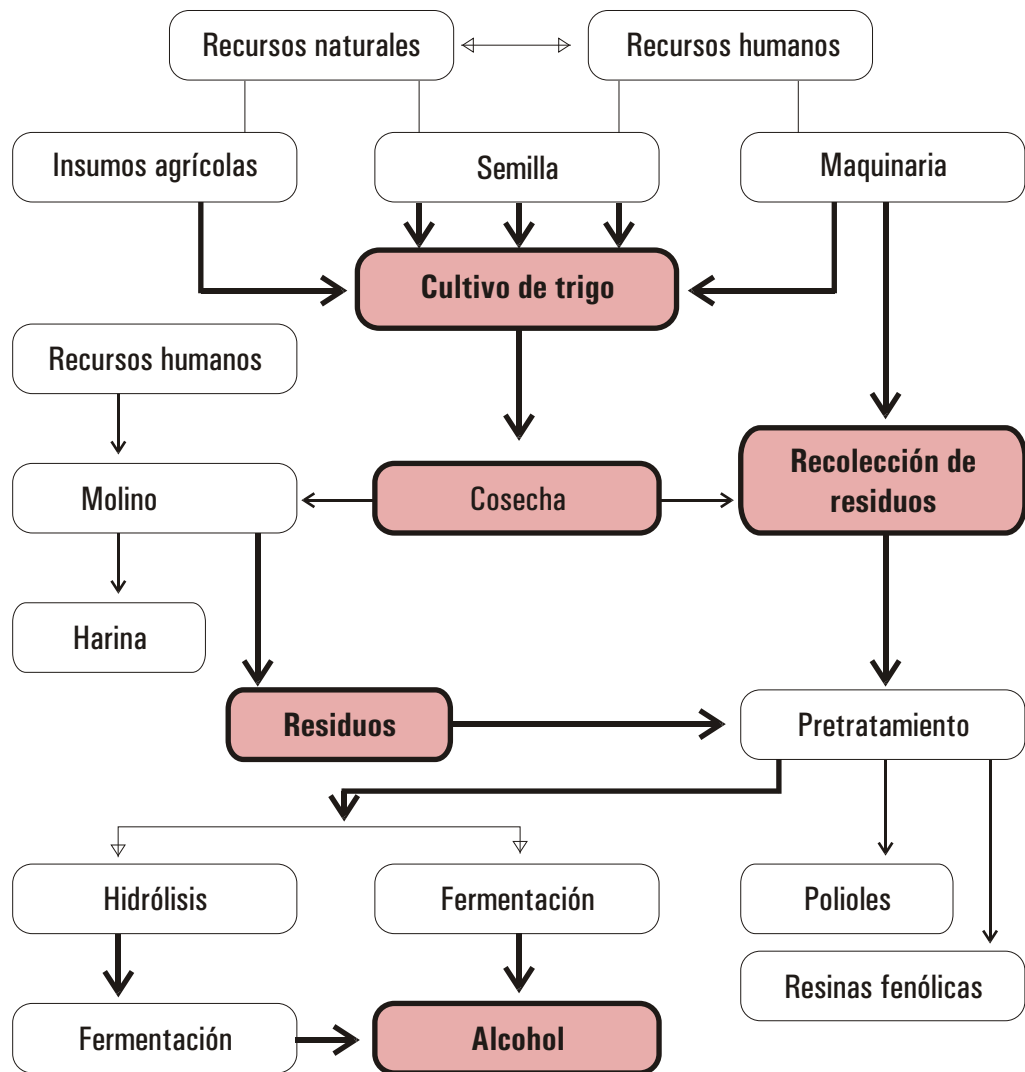 Recursos naturales
Recursos humanos
Insumos agrícolas
Semilla
Maquinaria
Cultivo de trigo
Recursos humanos
Molino
Cosecha
Recolección de
residuos
Harina
Residuos
Pretratamiento
Hidrólisis
Fermentación
Polioles
Resinas fenólicas
Fermentación
Alcohol